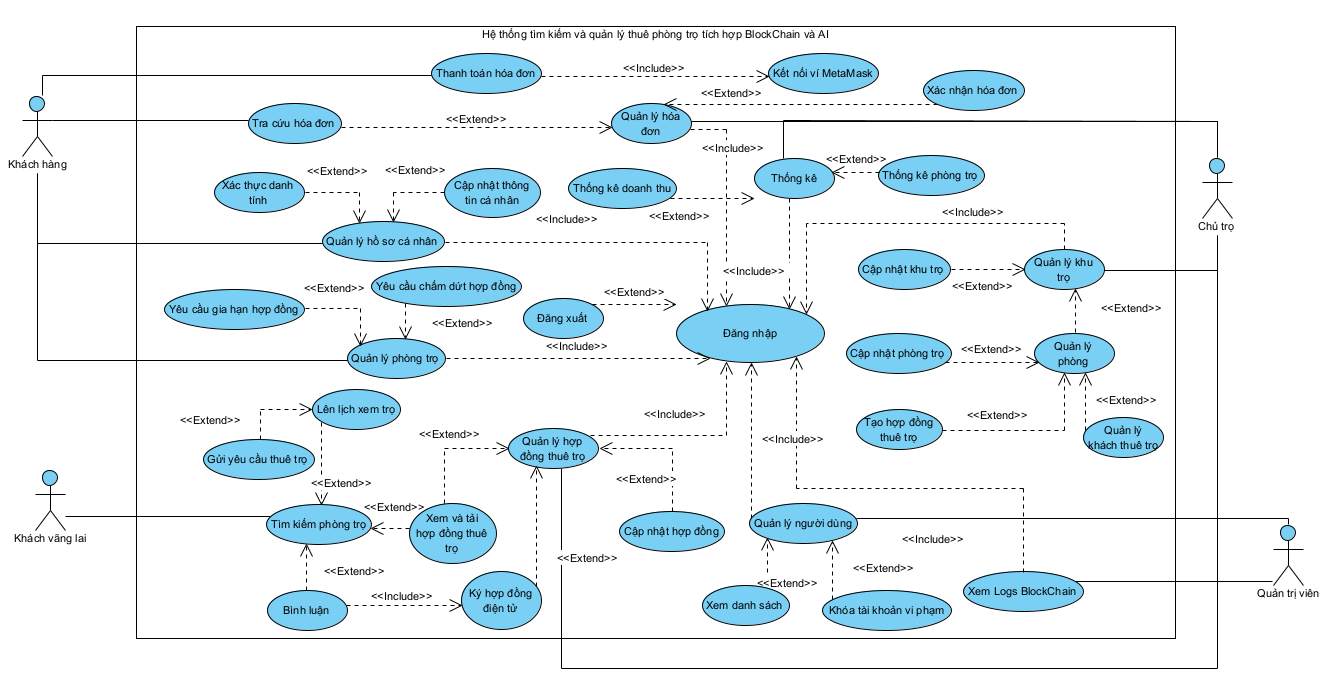 Hệ thống tìm kiếm và quản lý thuê phòng trọ tích hợp BlockChain và AI
Thanh toán hóa đơn
<<Include>>
Kết nối ví MetaMask
<<Extend>>
Xác nhận hóa đơn
Tra cứu hóa đơn
<<Extend>>
Quản lý hóa
đơn
<<Include>>
Khách hàng
<<Extend>>
<<Extend>>
Xác thực danh
tính
Cập nhật thông
tin cá nhân
Thống kê doanh thu
<<Extend>>
Thống kê
<<Extend>>
Thống kê phòng trọ
Chủ trọ
<<Include>>
<<Include>>
Quản lý hồ sơ cá nhân
<<Include>>
Cập nhật khu trọ
<<Extend>>
Quản lý khu
trọ
<<Extend>>
Yêu cầu gia hạn hợp đồng
<<Extend>>
Yêu cầu chấm dứt hợp đồng
<<Extend>>
Đăng xuất
<<Extend>>
Đăng nhập
Quản lý phòng trọ
<<Include>>
Cập nhật phòng trọ
<<Extend>>
Quản lý
phòng
Tạo hợp đồng
thuê trọ
<<Extend>>
<<Extend>>
Quản lý
khách thuê trọ
Lên lịch xem trọ
<<Extend>>
Gửi yêu cầu thuê trọ
<<Extend>>
<<Extend>>
Quản lý hợp
đồng thuê trọ
<<Include>>
<<Include>>
Khách vãng lai
Tìm kiếm phòng trọ
<<Extend>>
Xem và tải
hợp đồng thuê
trọ
<<Extend>>
Cập nhật hợp đồng
Quản lý người dùng
<<Include>>
<<Extend>>
<<Extend>>
Bình luận
<<Include>>
Ký hợp đồng
điện tử
<<Extend>>
Xem danh sách
<<Extend>>
Khóa tài khoản vi phạm
Xem Logs BlockChain
Quản trị viên